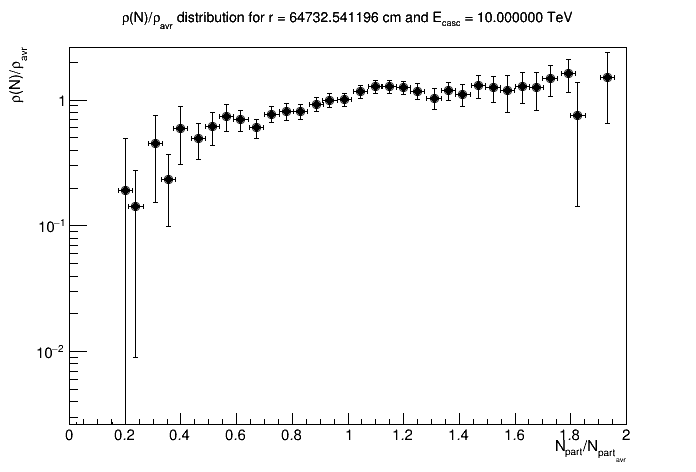 ρ(N)/ρavr distribution for r = 64732.541196 cm and Ecasc = 10.000000 TeV
ρ(N)/ρavr
1
10−1
10−2
0 0.2 0.4 0.6 0.8 1 1.2 1.4 1.6 1.8 2
Npart/Npartavr